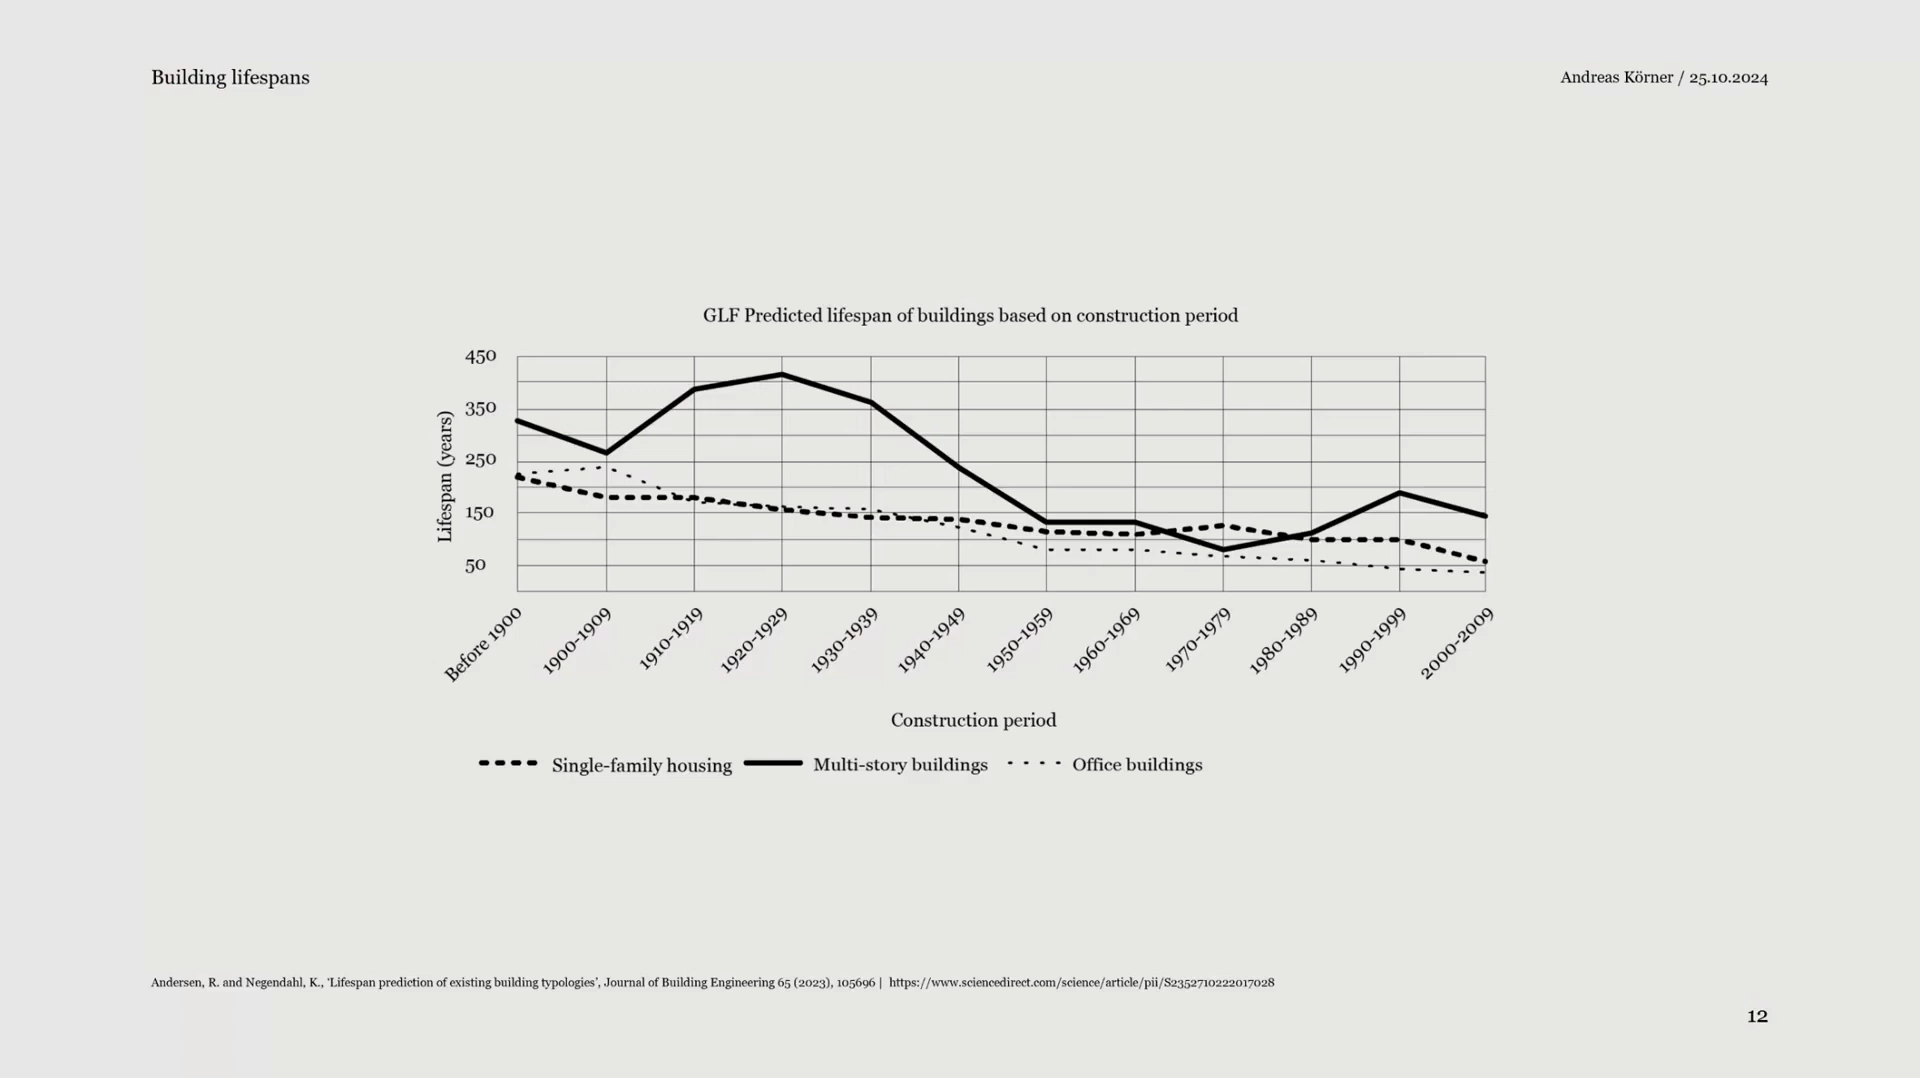 Building lifespans
Andreas Körner / 25.10.2024
GLF Predicted lifespan of buildings based on construction period
Lifespan (years)
450
350
250
150
50
Before 1900
1900-1909
1910-1919
1920-1929
1930-1939
1940-1949
1950-1959
1960-1969
1970-1979
1980-1989
1990-1999
2000-2009
Construction period
Single-family housing
Multi-story buildings
Office buildings
Andersen, R. and Negendahl, K., 'Lifespan prediction of existing building typologies', Journal of Building Engineering 65 (2023), 105696 | https://www.sciencedirect.com/science/article/pii/S2352710222017028
12